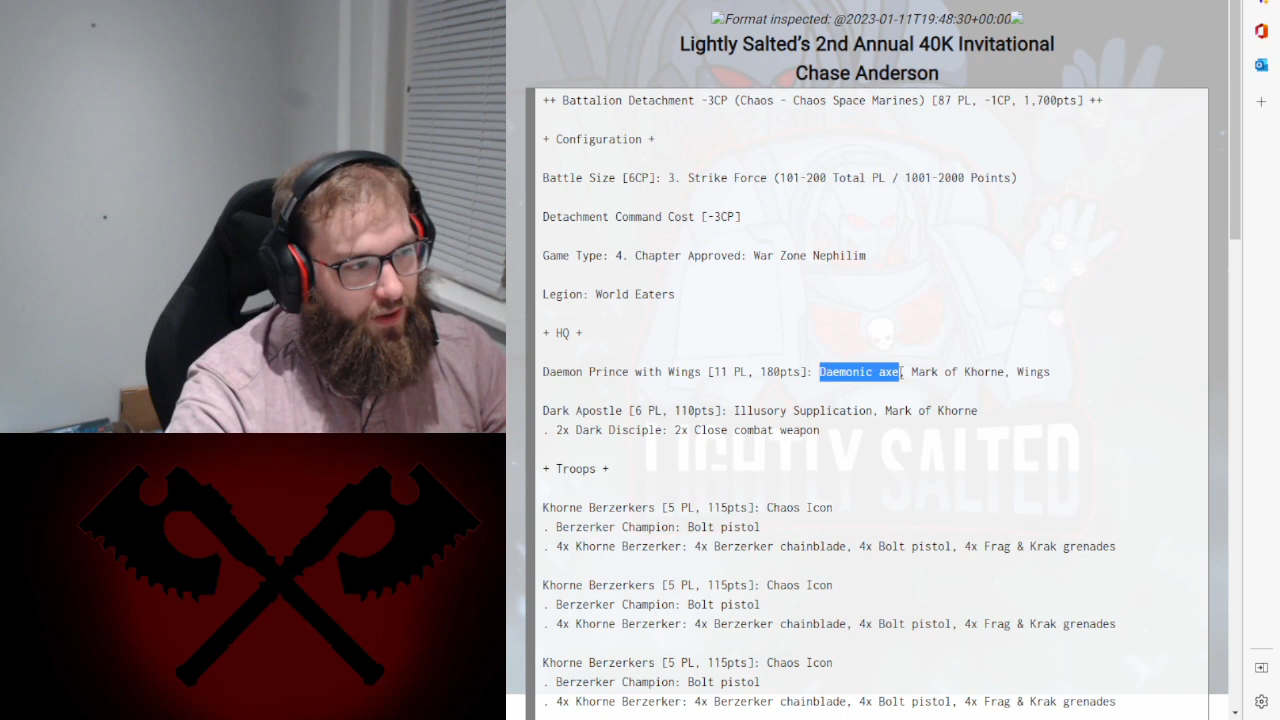 Format inspected: @2023-01-11T19:48:30+00:00
Lightly Salted’s 2nd Annual 40K Invitational
Chase Anderson
++ Battalion Detachment -3CP (Chaos - Chaos Space Marines) [87 PL, -1CP, 1,700pts] ++
+ Configuration +
Battle Size [6CP]: 3. Strike Force (101-200 Total PL / 1001-2000 Points)
Detachment Command Cost [-3CP]
Game Type: 4. Chapter Approved: War Zone Nephilim
Legion: World Eaters
+ HQ +
Daemon Prince with Wings [11 PL, 180pts]: Daemonic axe, Mark of Khorne, Wings
Dark Apostle [6 PL, 110pts]: Illusory Supplication, Mark of Khorne
. 2x Dark Disciple: 2x Close combat weapon
LIGHTLY SALTED
+ Troops +
Khorne Berzerkers [5 PL, 115pts]: Chaos Icon
. Berzerker Champion: Bolt pistol
. 4x Khorne Berzerker: 4x Berzerker chainblade, 4x Bolt pistol, 4x Frag & Krak grenades
Khorne Berzerkers [5 PL, 115pts]: Chaos Icon
. Berzerker Champion: Bolt pistol
. 4x Khorne Berzerker: 4x Berzerker chainblade, 4x Bolt pistol, 4x Frag & Krak grenades
Khorne Berzerkers [5 PL, 115pts]: Chaos Icon
. Berzerker Champion: Bolt pistol
. 4x Khorne Berzerker: 4x Berzerker chainblade, 4x Bolt pistol, 4x Frag & Krak grenades